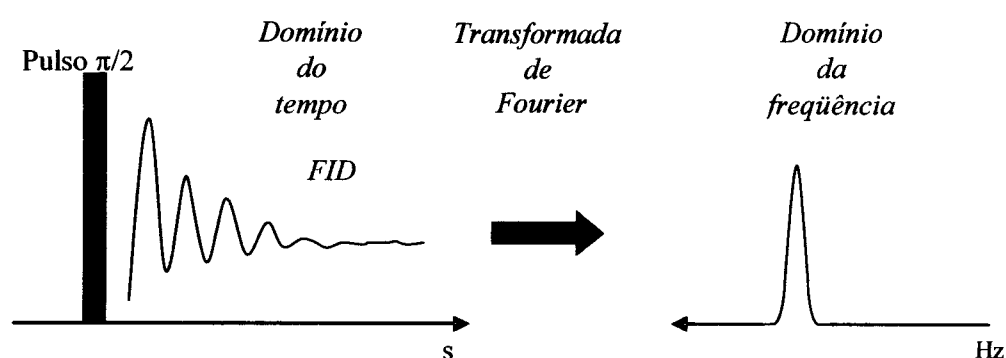 Pulso π/2
Domínio
do
tempo
FID
Transformada
de
Fourier
Domínio
da
freqüência
s
Hz